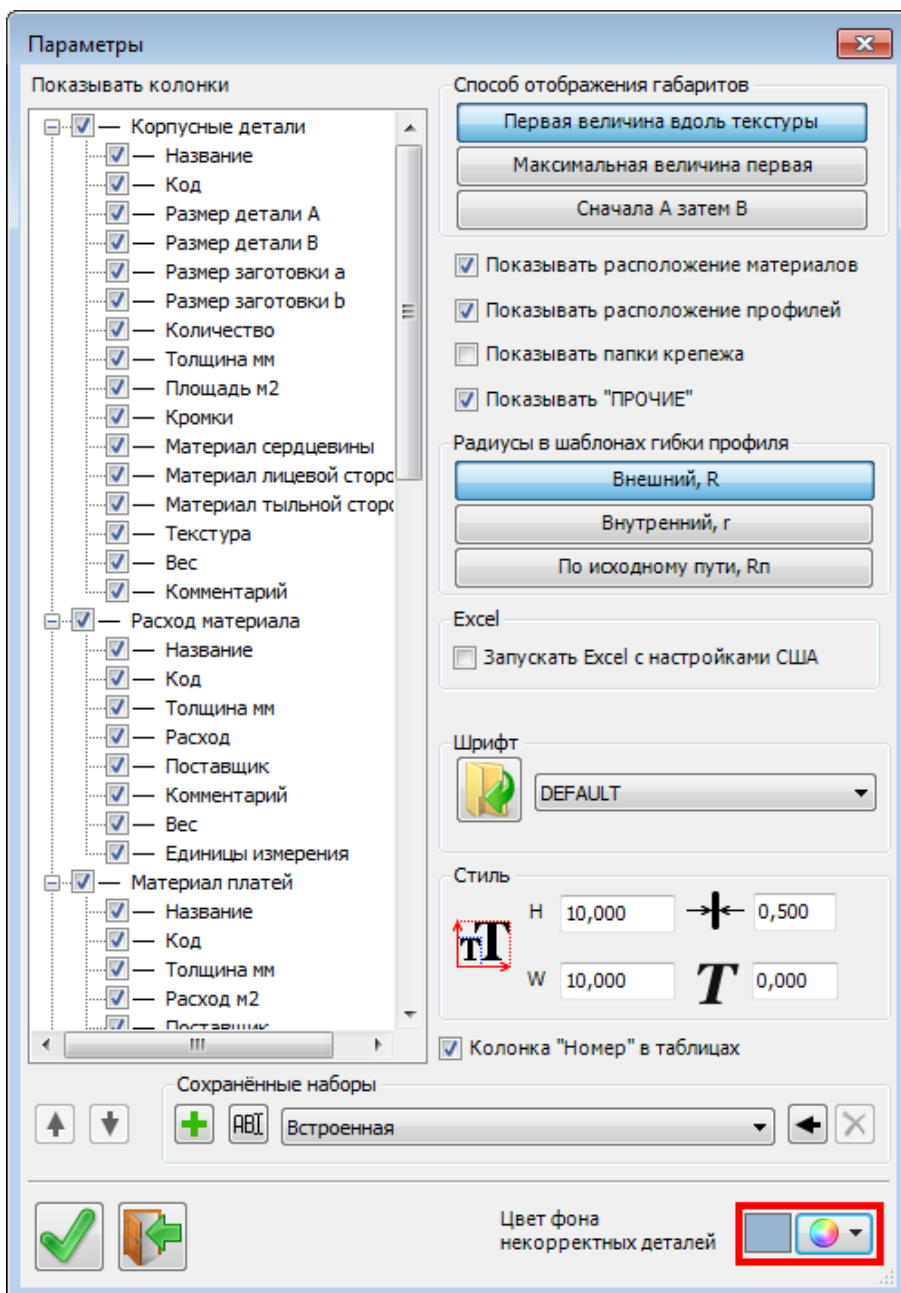 Параметры
Показывать колонки
Корпусные детали
Название
Код
Размер детали A
Размер детали B
Размер заготовки a
Размер заготовки b
Количество
Толщина мм
Площадь м2
Кромки
Материал сердцевины
Материал лицевой сторо
Материал тыльной сторо
Текстура
Вес
Комментарий
Расход материала
Название
Код
Толщина мм
Расход
Поставщик
Комментарий
Вес
Единицы измерения
Материал платей
Название
Код
Толщина мм
Расход м2
Поставщик
Способ отображения габаритов
Первая величина вдоль текстуры
Максимальная величина первая
Сначала A затем B
Показывать расположение материалов
Показывать расположение профилей
Показывать папки крепежа
Показывать "ПРОЧИЕ"
Радиусы в шаблонах гибки профиля
Внешний, R
Внутренний, r
По исходному пути, Rп
Excel
Запускать Excel с настройками США
Шрифт
DEFAULT
Стиль
H 10,000 0,500
W 10,000 T 0,000
TT
Колонка "Номер" в таблицах
Сохранённые наборы
ABI Встроенная
Цвет фона
некорректных деталей